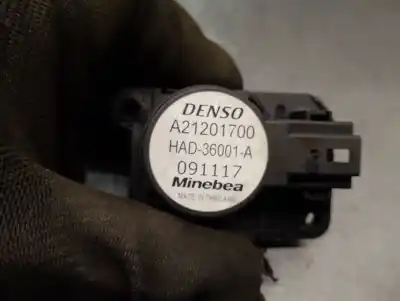 DENSO
A21201700
HAD-36001-A
091117
Minebea
MADE IN THAILAND